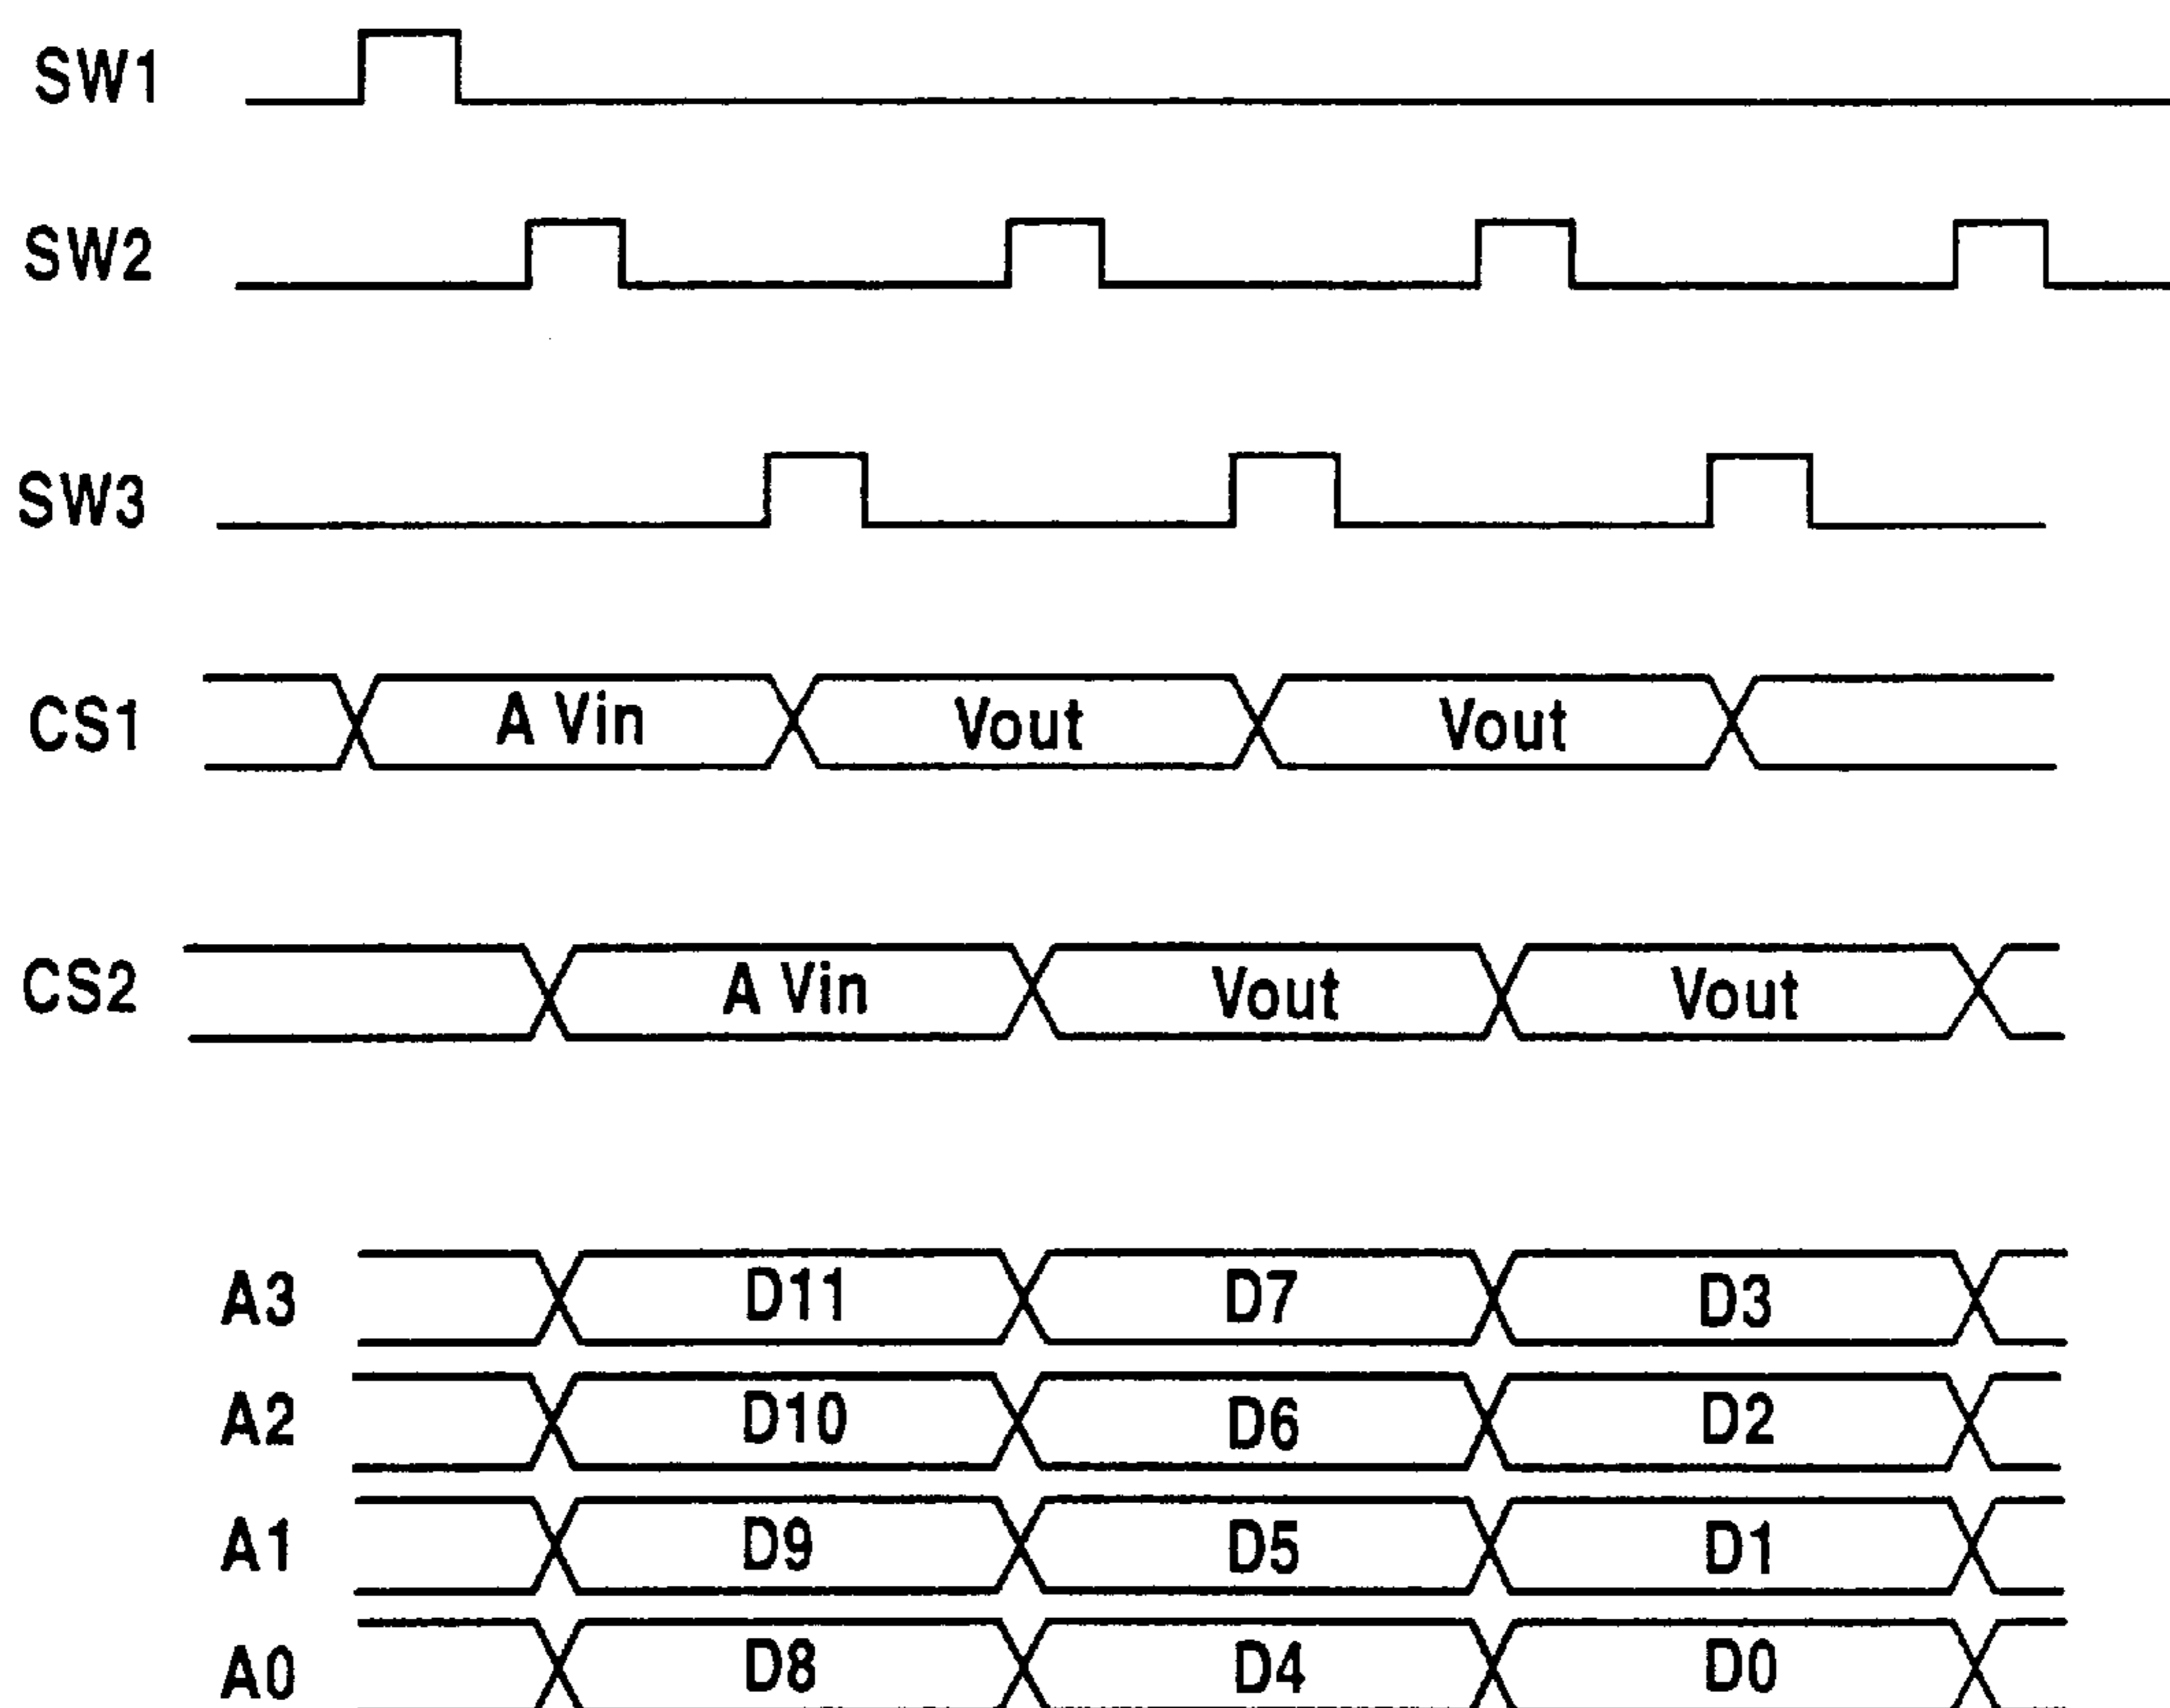 SW1
SW2
SW3
CS1 A Vin Vout Vout
CS2 A Vin Vout Vout
A3 D11 D7 D3
A2 D10 D6 D2
A1 D9 D5 D1
A0 D8 D4 D0